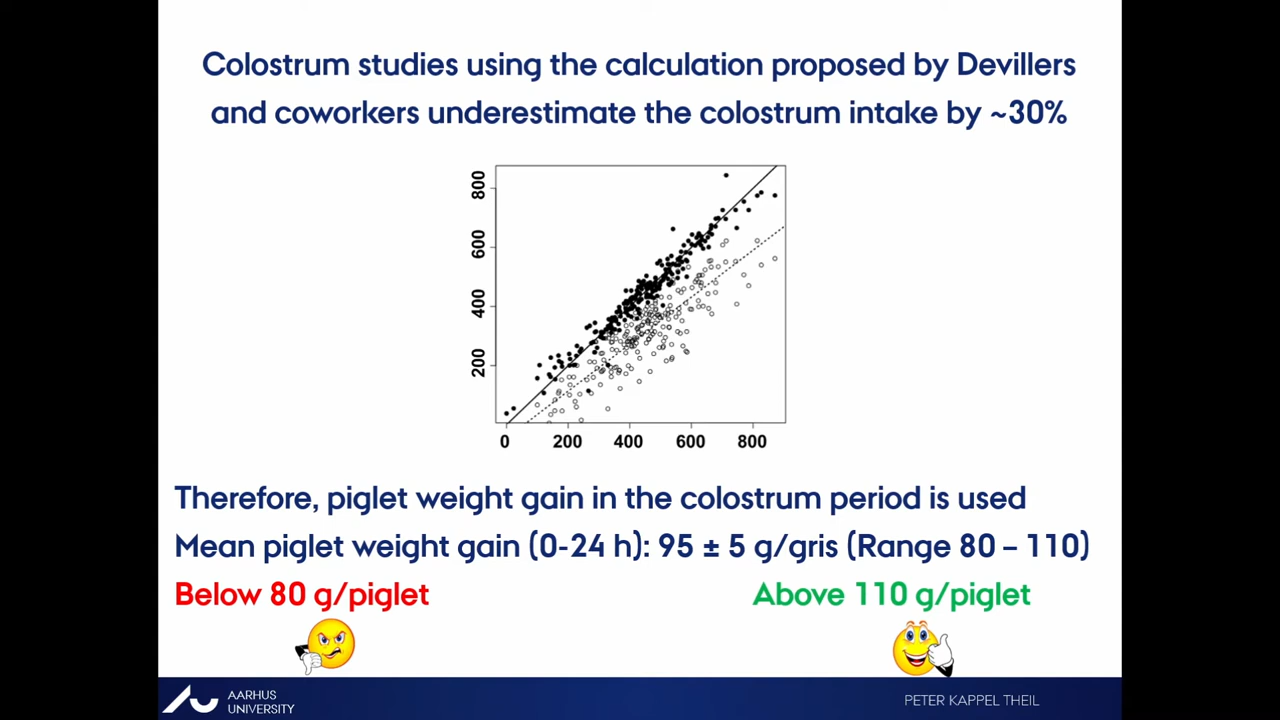 Colostrum studies using the calculation proposed by Devillers
and coworkers underestimate the colostrum intake by ~30%
800
600
400
200
0 200 400 600 800
Therefore, piglet weight gain in the colostrum period is used
Mean piglet weight gain (0-24 h): 95 ± 5 g/gris (Range 80 – 110)
Below 80 g/piglet
Above 110 g/piglet
AARHUS
UNIVERSITY
PETER KAPPEL THEIL